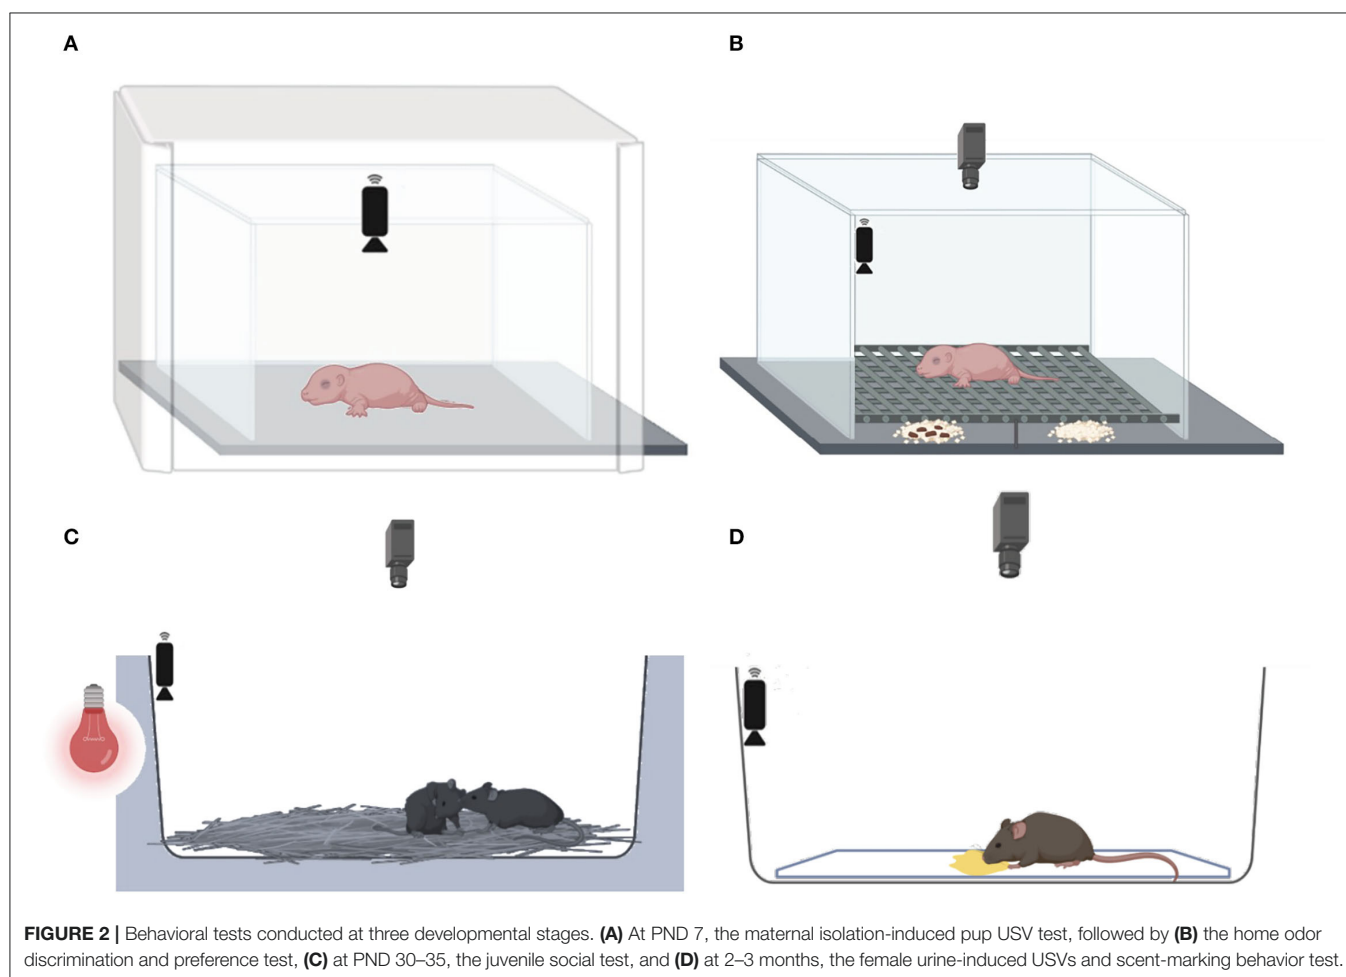 A
B
C
D
FIGURE 2 | Behavioral tests conducted at three developmental stages. (A) At PND 7, the maternal isolation-induced pup USV test, followed by (B) the home odor
discrimination and preference test, (C) at PND 30–35, the juvenile social test, and (D) at 2–3 months, the female urine-induced USVs and scent-marking behavior test.